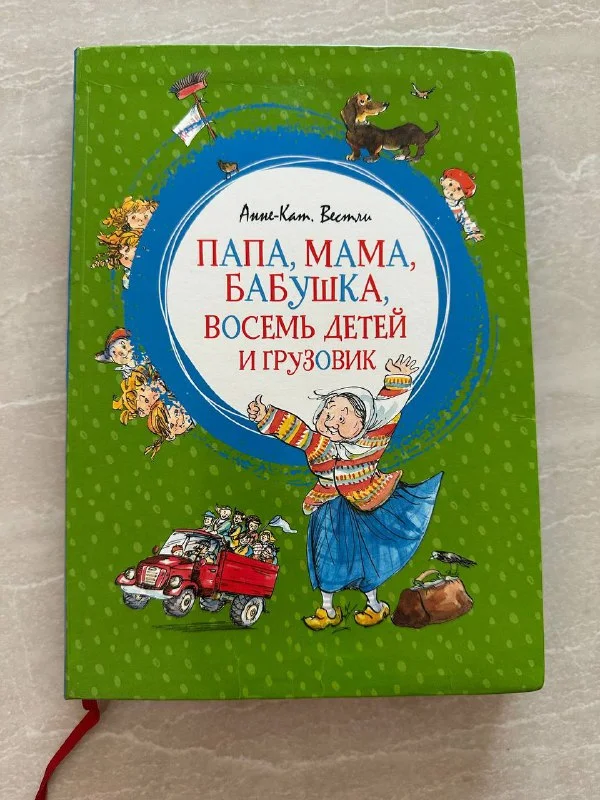 Анне-Кат. Вестли
ПАПА, МАМА,
БАБУШКА,
ВОСЕМЬ ДЕТЕЙ
И ГРУЗОВИК